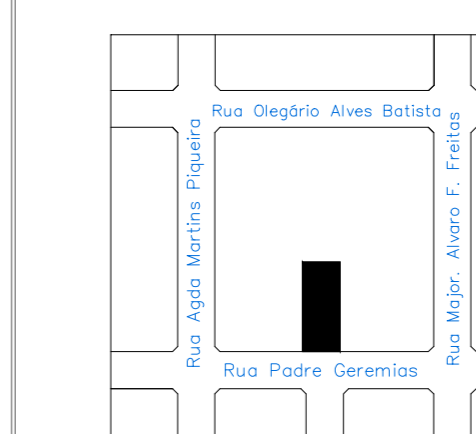 Rua Olegário Alves Batista
Rua Agda Martins Piqueira
Rua Major. Alvaro F. Freitas
Rua Padre Geremias